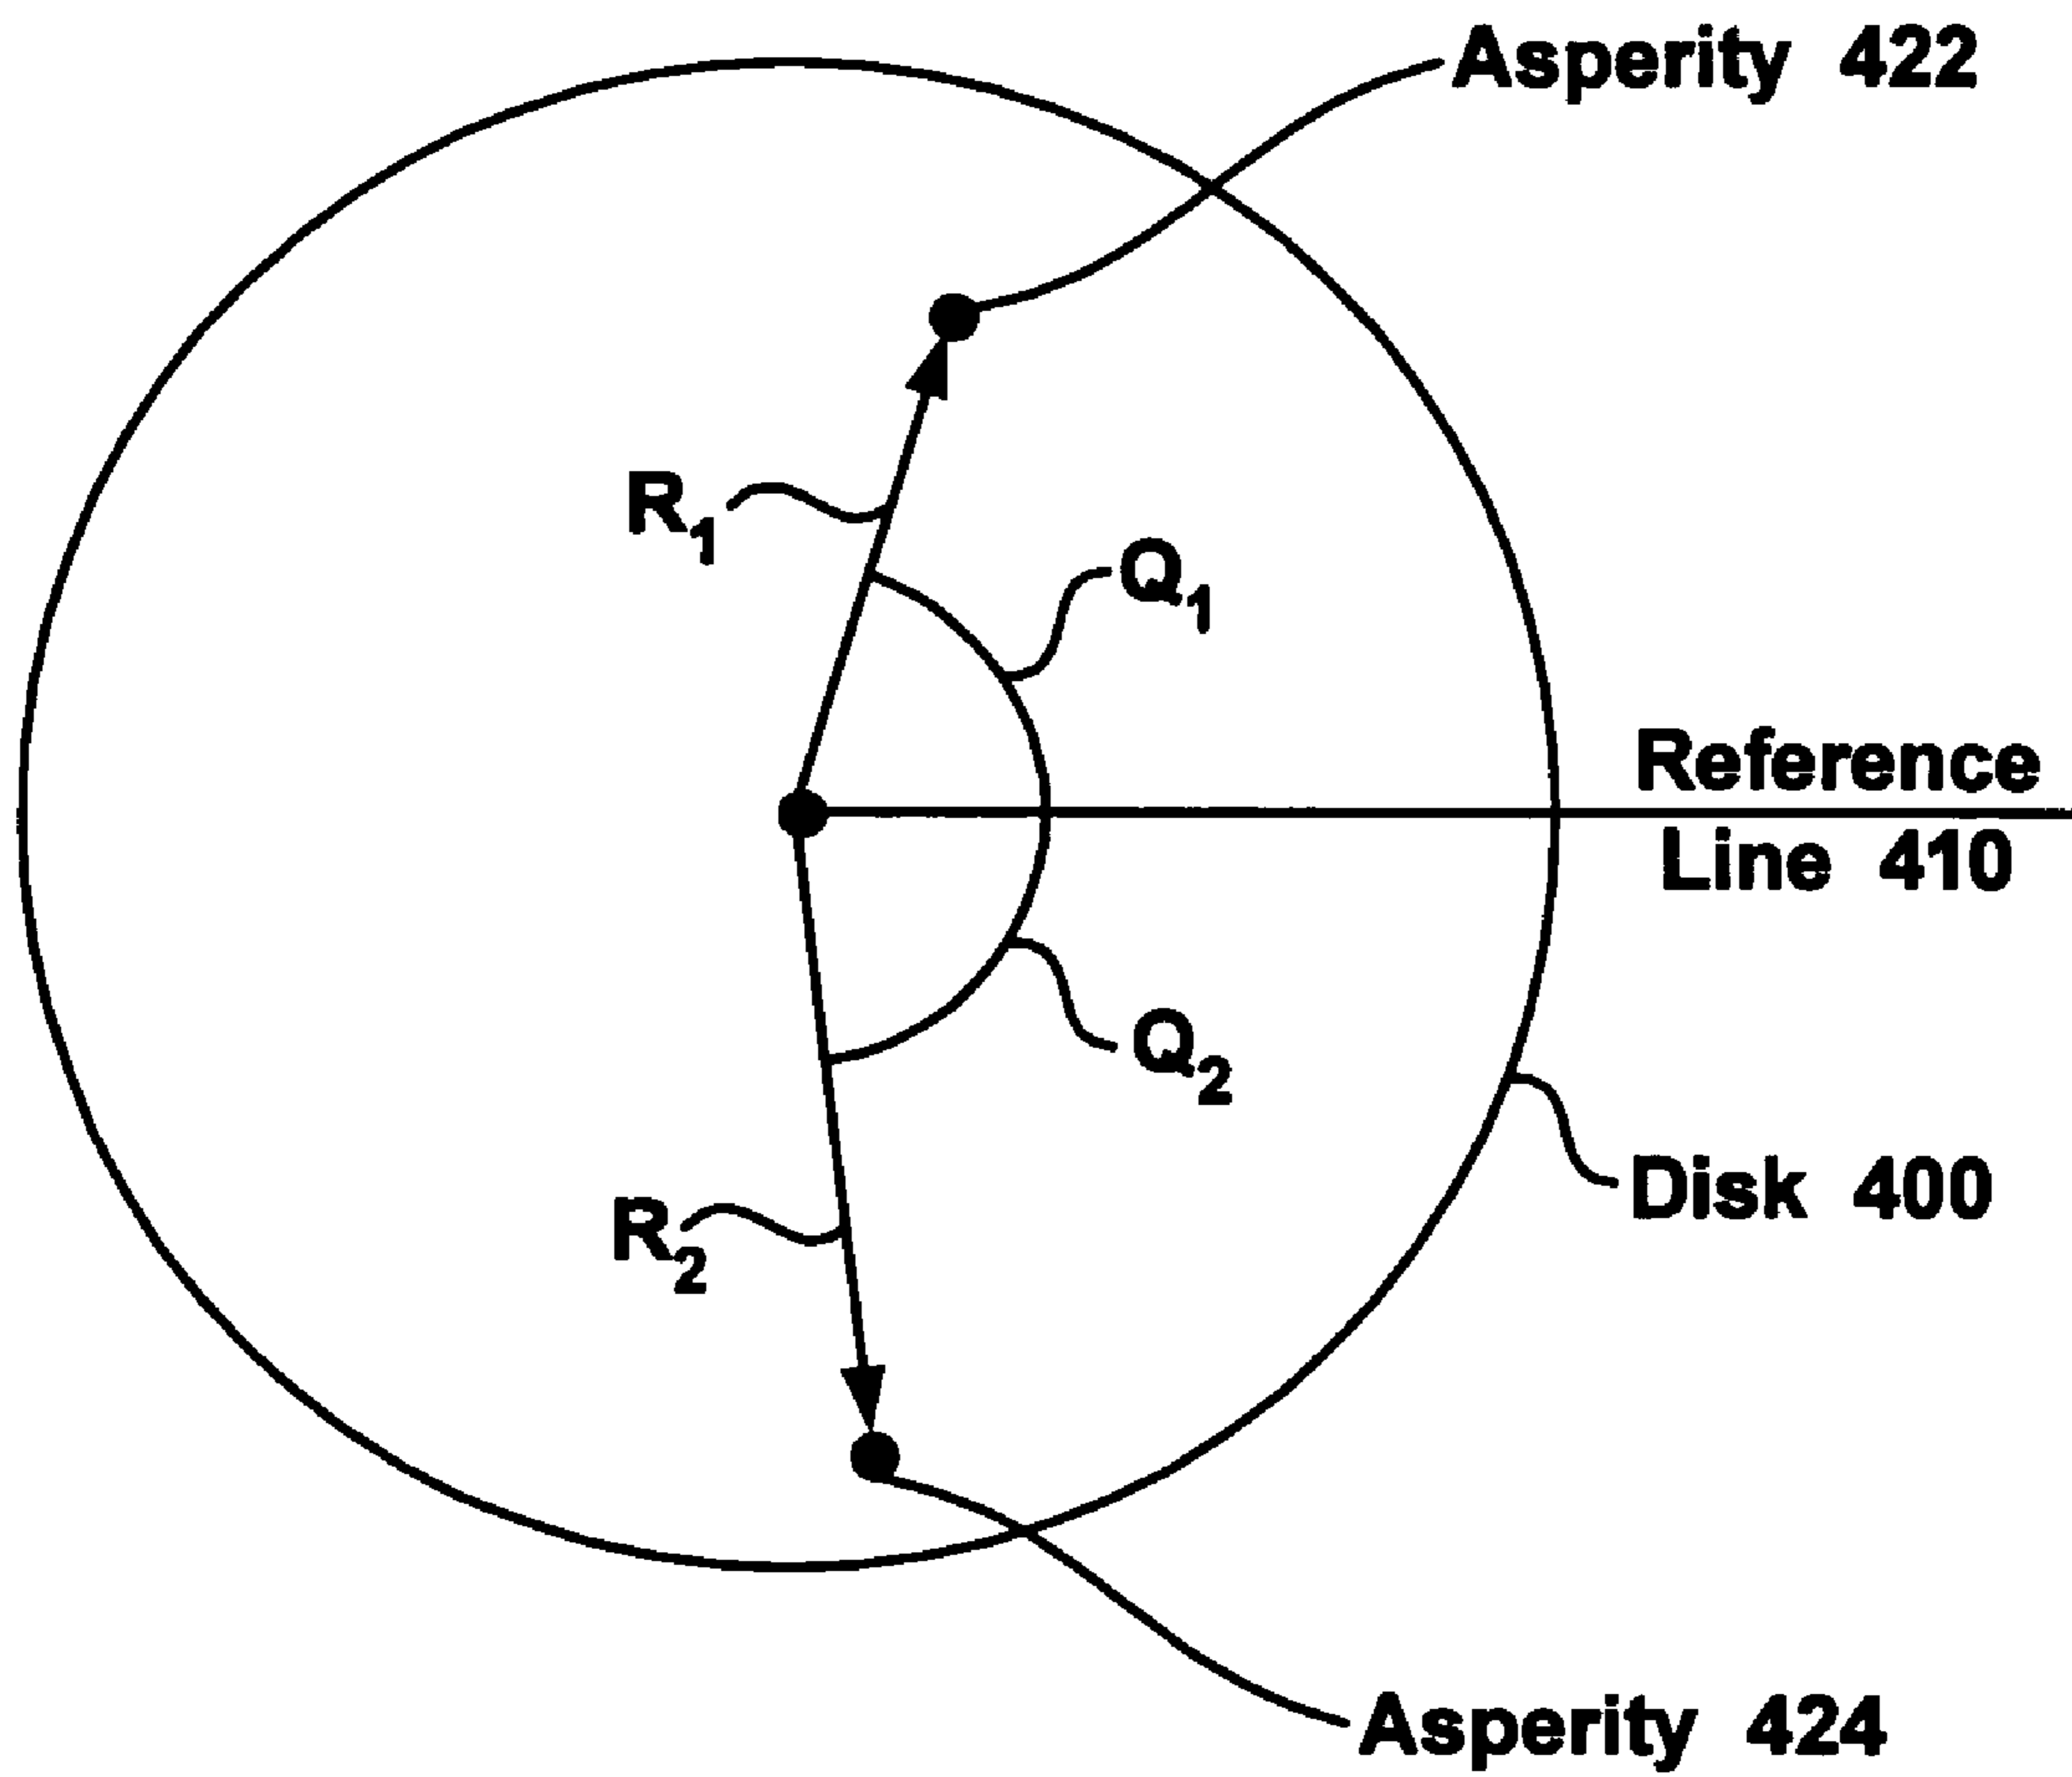 Asperity 422
R1
Q1
Reference
Line 410
Q2
Disk 400
R2
Asperity 424